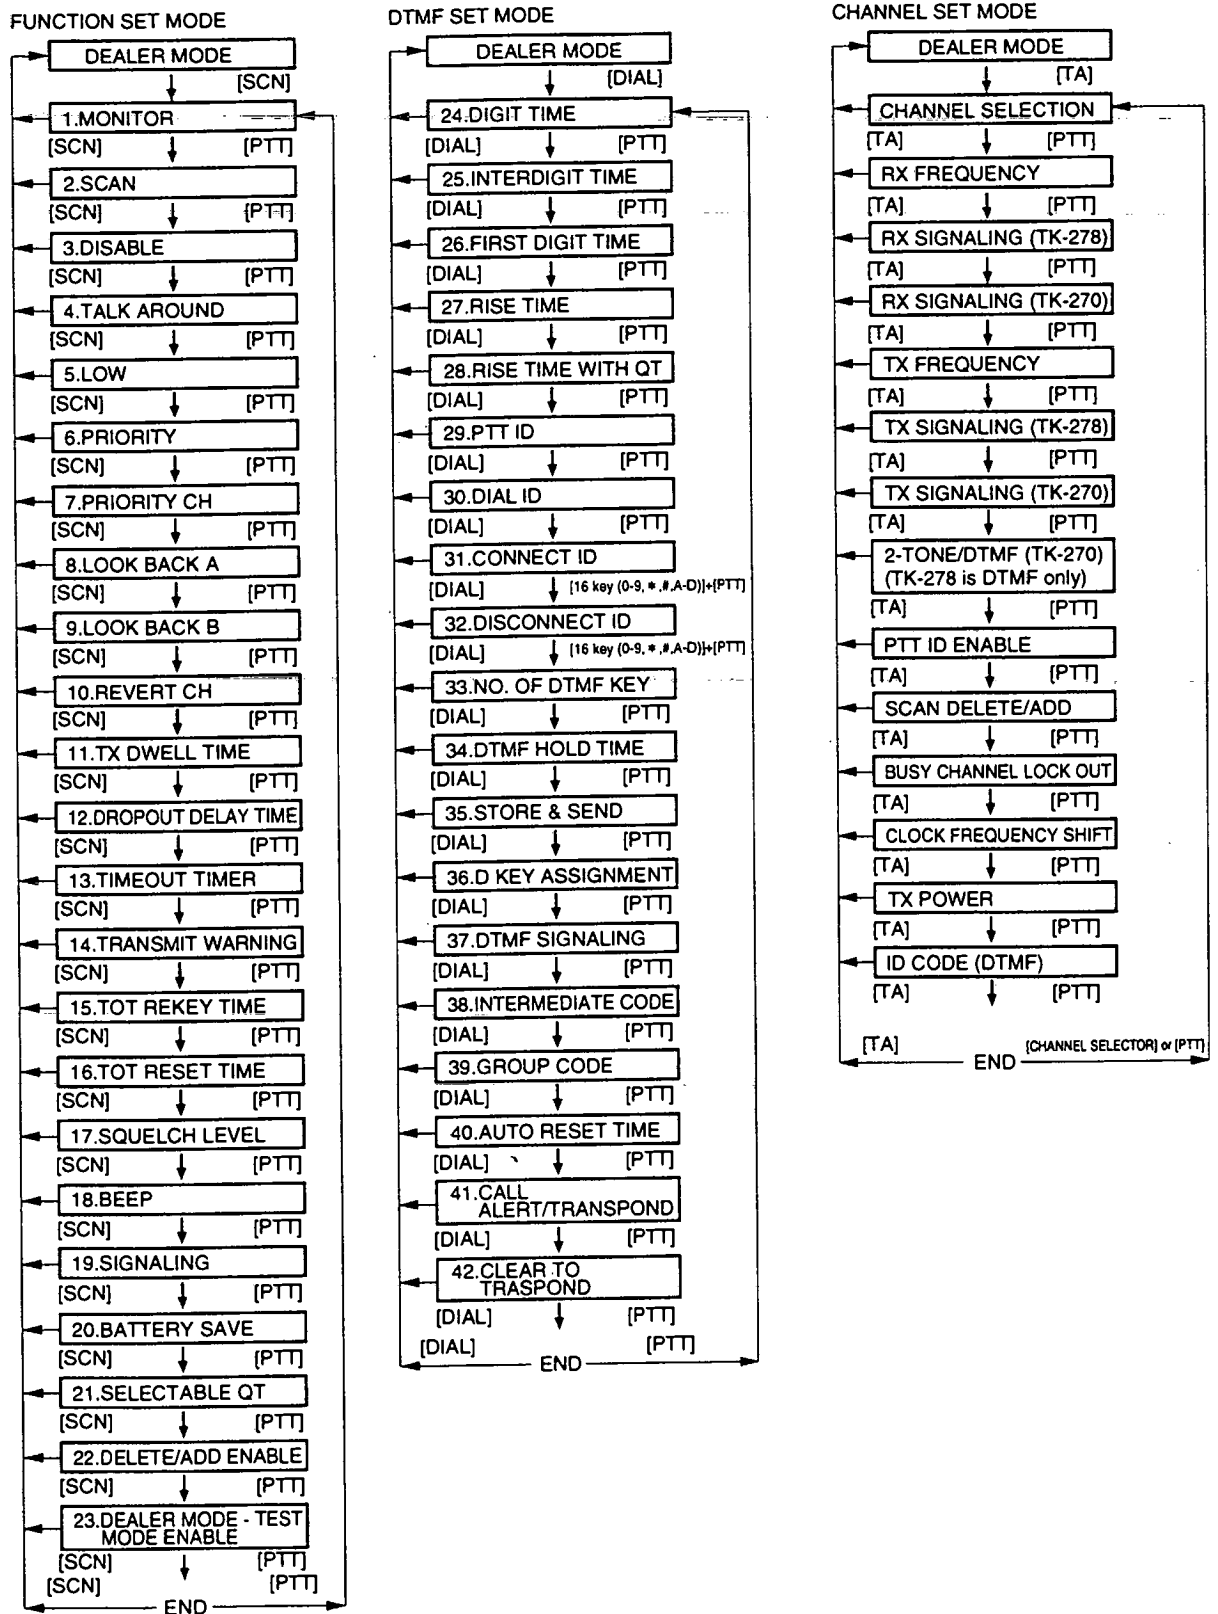 FUNCTION SET MODE
DEALER MODE
[SCN]
1.MONITOR
[SCN] [PTT]
2.SCAN
[SCN] [PTT]
3.DISABLE
[SCN] [PTT]
4.TALK AROUND
[SCN] [PTT]
5.LOW
[SCN] [PTT]
6.PRIORITY
[SCN] [PTT]
7.PRIORITY CH
[SCN] [PTT]
8.LOOK BACK A
[SCN] [PTT]
9.LOOK BACK B
[SCN] [PTT]
10.REVERT CH
[SCN] [PTT]
11.TX DWELL TIME
[SCN] [PTT]
12.DROPOUT DELAY TIME
[SCN] [PTT]
13.TIMEOUT TIMER
[SCN] [PTT]
14.TRANSMIT WARNING
[SCN] [PTT]
15.TOT REKEY TIME
[SCN] [PTT]
16.TOT RESET TIME
[SCN] [PTT]
17.SQUELCH LEVEL
[SCN] [PTT]
18.BEEP
[SCN] [PTT]
19.SIGNALING
[SCN] [PTT]
20.BATTERY SAVE
[SCN] [PTT]
21.SELECTABLE QT
[SCN] [PTT]
22.DELETE/ADD ENABLE
[SCN] [PTT]
23.DEALER MODE - TEST
MODE ENABLE
[SCN] [PTT]
[SCN] [PTT]
END
DTMF SET MODE
DEALER MODE
[DIAL]
24.DIGIT TIME
[DIAL] [PTT]
25.INTERDIGIT TIME
[DIAL] [PTT]
26.FIRST DIGIT TIME
[DIAL] [PTT]
27.RISE TIME
[DIAL] [PTT]
28.RISE TIME WITH QT
[DIAL] [PTT]
29.PTT ID
[DIAL] [PTT]
30.DIAL ID
[DIAL] [PTT]
31.CONNECT ID
[DIAL] [16 key (0-9, *,#,A-D)]+[PTT]
32.DISCONNECT ID
[DIAL] [16 key (0-9, *,#,A-D)]+[PTT]
33.NO. OF DTMF KEY
[DIAL] [PTT]
34.DTMF HOLD TIME
[DIAL] [PTT]
35.STORE & SEND
[DIAL] [PTT]
36.D KEY ASSIGNMENT
[DIAL] [PTT]
37.DTMF SIGNALING
[DIAL] [PTT]
38.INTERMEDIATE CODE
[DIAL] [PTT]
39.GROUP CODE
[DIAL] [PTT]
40.AUTO RESET TIME
[DIAL] [PTT]
41.CALL
ALERT/TRANSPOND
[DIAL] [PTT]
42.CLEAR TO
TRASPOND
[DIAL] [PTT]
[DIAL] [PTT]
END
CHANNEL SET MODE
DEALER MODE
[TA]
CHANNEL SELECTION
[TA] [PTT]
RX FREQUENCY
[TA] [PTT]
RX SIGNALING (TK-278)
[TA] [PTT]
RX SIGNALING (TK-270)
[TA] [PTT]
TX FREQUENCY
[TA] [PTT]
TX SIGNALING (TK-278)
[TA] [PTT]
TX SIGNALING (TK-270)
[TA] [PTT]
2-TONE/DTMF (TK-270)
(TK-278 is DTMF only)
[TA] [PTT]
PTT ID ENABLE
[TA] [PTT]
SCAN DELETE/ADD
[TA] [PTT]
BUSY CHANNEL LOCK OUT
[TA] [PTT]
CLOCK FREQUENCY SHIFT
[TA] [PTT]
TX POWER
[TA] [PTT]
ID CODE (DTMF)
[TA] [PTT]
[TA] [CHANNEL SELECTOR] or [PTT]
END